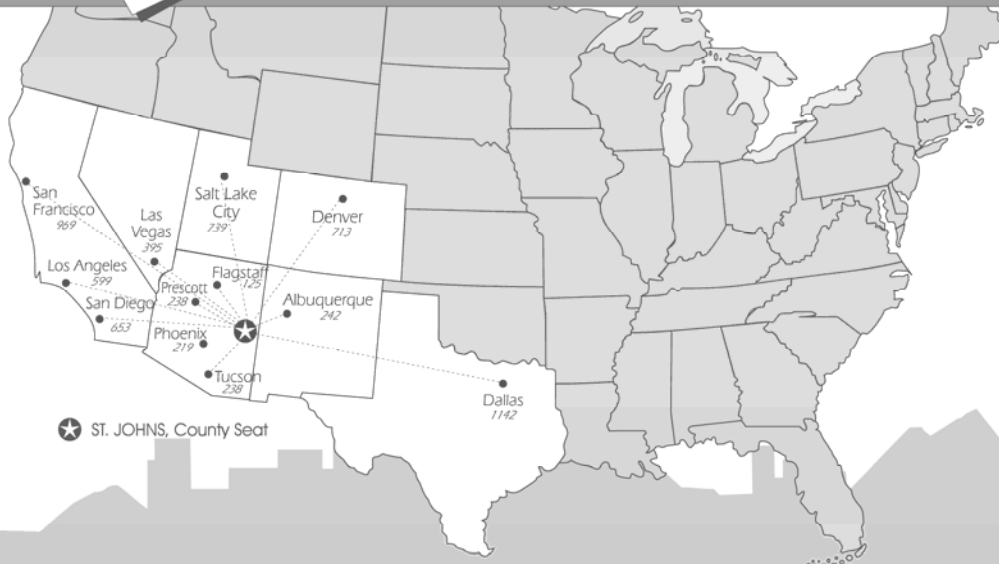 San
Francisco
969
Las
Vegas
395
Salt Lake
City
739
Denver
713
Los Angeles
599
Flagstaff
125
Prescott
238
San Diego
653
Albuquerque
242
Phoenix
219
Tucson
238
Dallas
1142
ST. JOHNS, County Seat